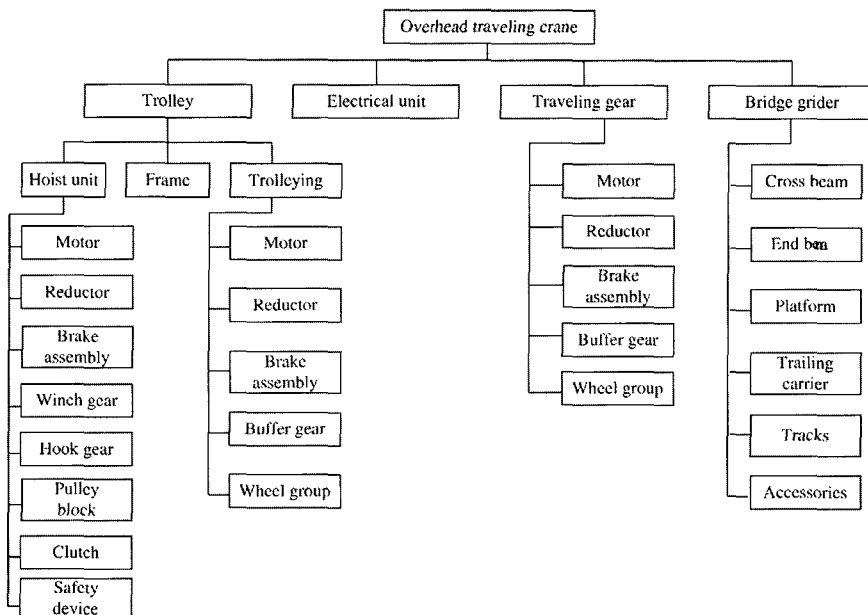 Overhead traveling crane
Trolley
Electrical unit
Traveling gear
Bridge grider
Hoist unit
Frame
Trolleying
Motor
Reductor
Brake
assembly
Winch gear
Hook gear
Pulley
block
Clutch
Safety
device
Motor
Reductor
Brake
assembly
Buffer gear
Wheel group
Motor
Reductor
Brake
assembly
Buffer gear
Wheel group
Cross beam
End
Platform
Trailing
carrier
Tracks
Accessories